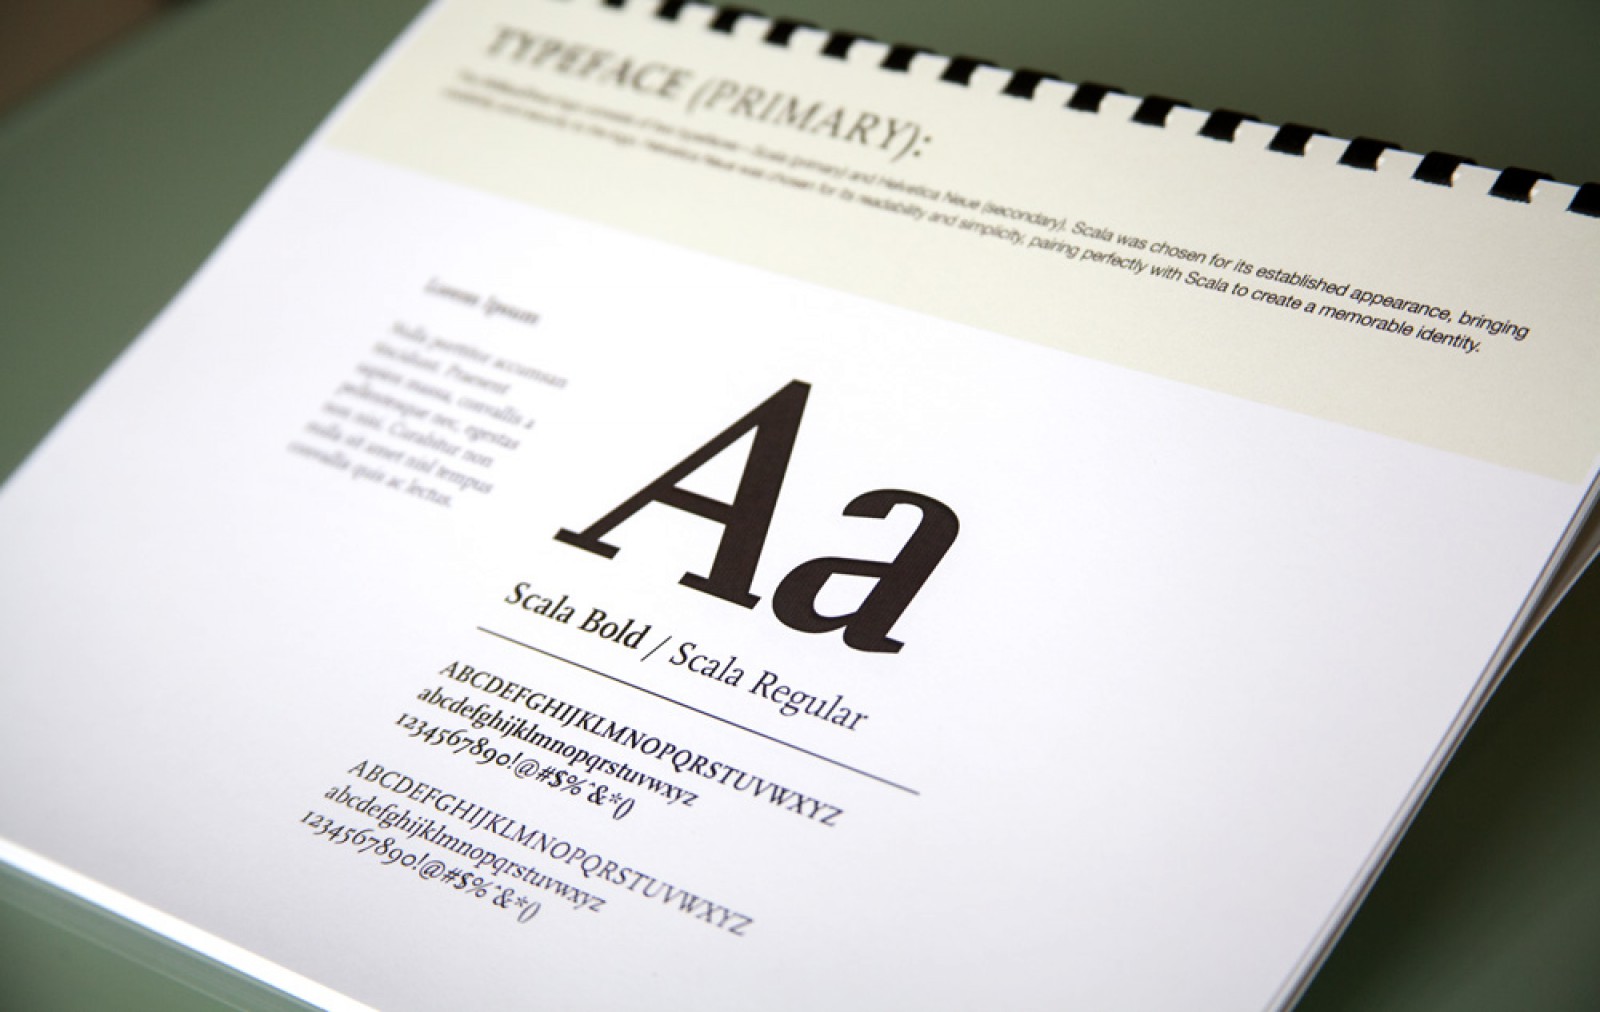 TYPEFACE (PRIMARY):
typefaces – Scala (primary) and Helvetica Neue (secondary). Scala was chosen for its established appearance, bringing
Helvetica Neue was chosen for its readability and simplicity, pairing perfectly with Scala to create a memorable identity.
Lorem Ipsum
Nulla porttitor accumsan
tincidunt. Praesent
sapien massa, convallis a
pellentesque nec, egestas
non nisi. Curabitur non
nulla sit amet nisl tempus
convallis quis ac lectus.
Aa
Scala Bold / Scala Regular
ABCDEFGHIJKLMNOPQRSTUVWXYZ
abcdefghijklmnopqrstuvwxyz
1234567890!@#$%^&*()
ABCDEFGHIJKLMNOPQRSTUVWXYZ
abcdefghijklmnopqrstuvwxyz
1234567890!@#$%^&*()